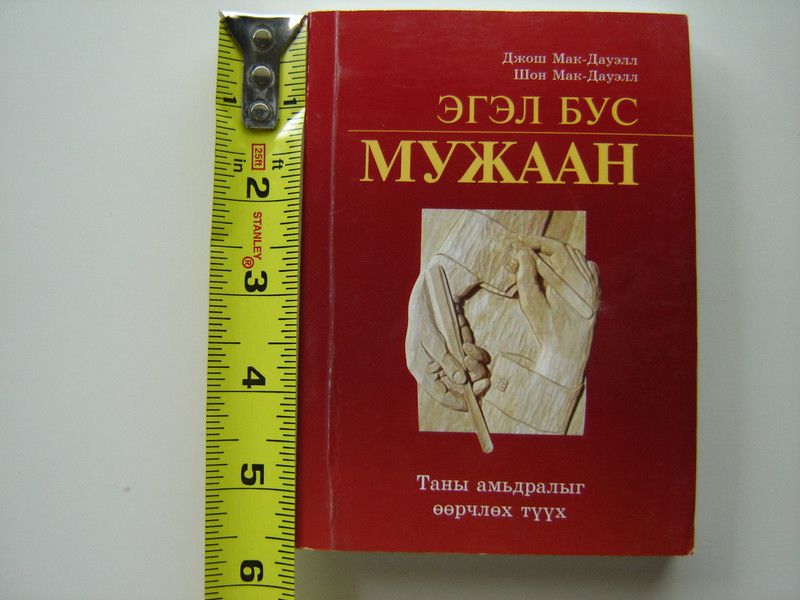 Джош Мак-Дауэлл
Шон Мак-Дауэлл
ЭГЭЛ БУС
МУЖААН
Таны амьдралыг
өөрчлөх түүх
1 1
25ft ft
in
2
STANLEY®
3
4
5
6